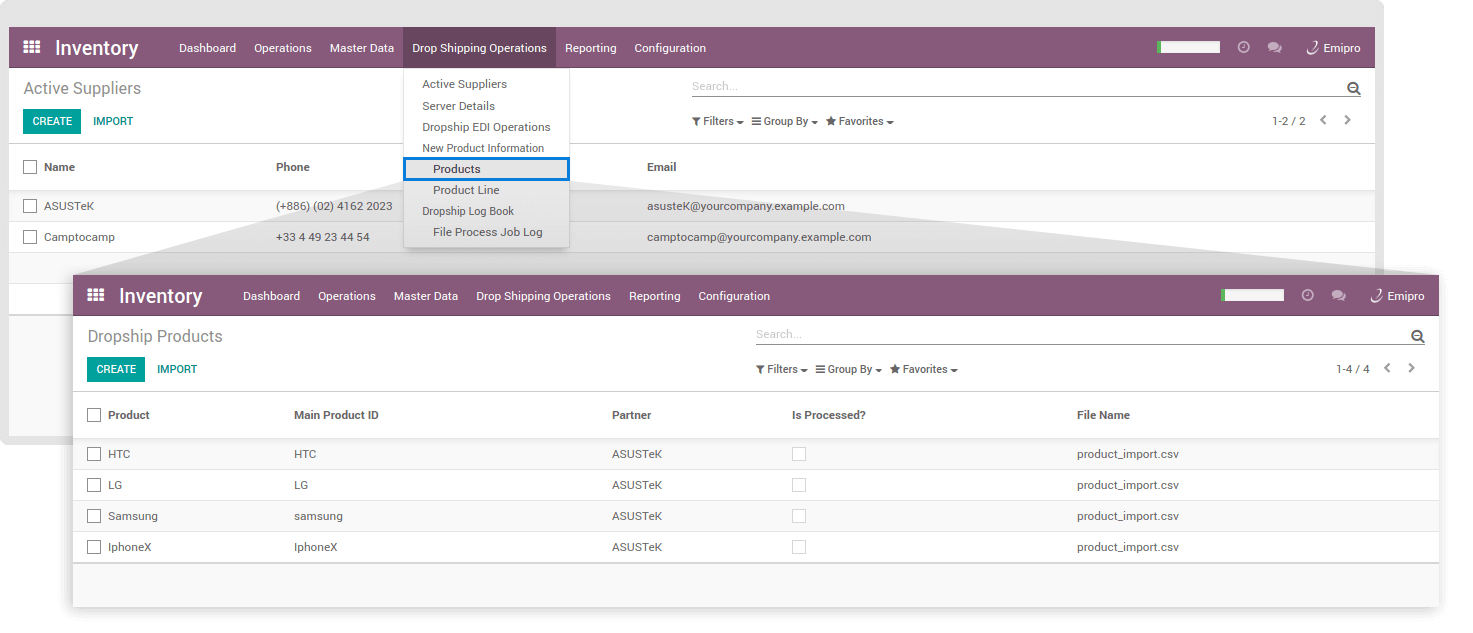 Inventory Dashboard Operations Master Data Drop Shipping Operations Reporting Configuration Emipro
Active Suppliers
Search...
CREATE IMPORT
Filters Group By Favorites 1-2 / 2
Active Suppliers
Server Details
Dropship EDI Operations
New Product Information
Products
Product Line
Dropship Log Book
File Process Job Log
Name Phone Email
ASUSTeK (+886) (02) 4162 2023 asusteK@yourcompany.example.com
Camptocamp +33 4 49 23 44 54 camptocamp@yourcompany.example.com
Inventory Dashboard Operations Master Data Drop Shipping Operations Reporting Configuration Emipro
Dropship Products
Search...
CREATE IMPORT
Filters Group By Favorites 1-4 / 4
Product Main Product ID Partner Is Processed? File Name
HTC HTC ASUSTeK product_import.csv
LG LG ASUSTeK product_import.csv
Samsung samsung ASUSTeK product_import.csv
IphoneX IphoneX ASUSTeK product_import.csv